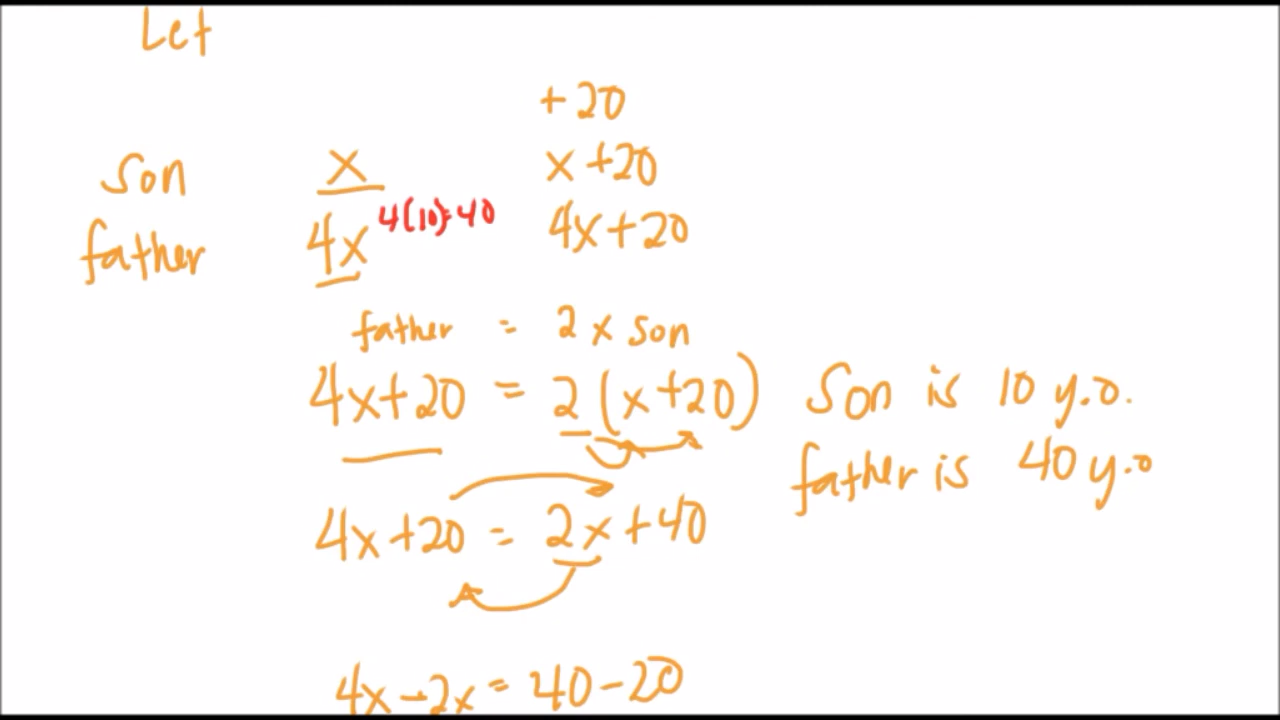 Let
+20
son x x+20
father 4x 4(10)=40 4x+20
father = 2 x son
4x+20 = 2(x+20) Son is 10 y.o.
father is 40 y.o
4x+20 = 2x+40
4x-2x = 40-20